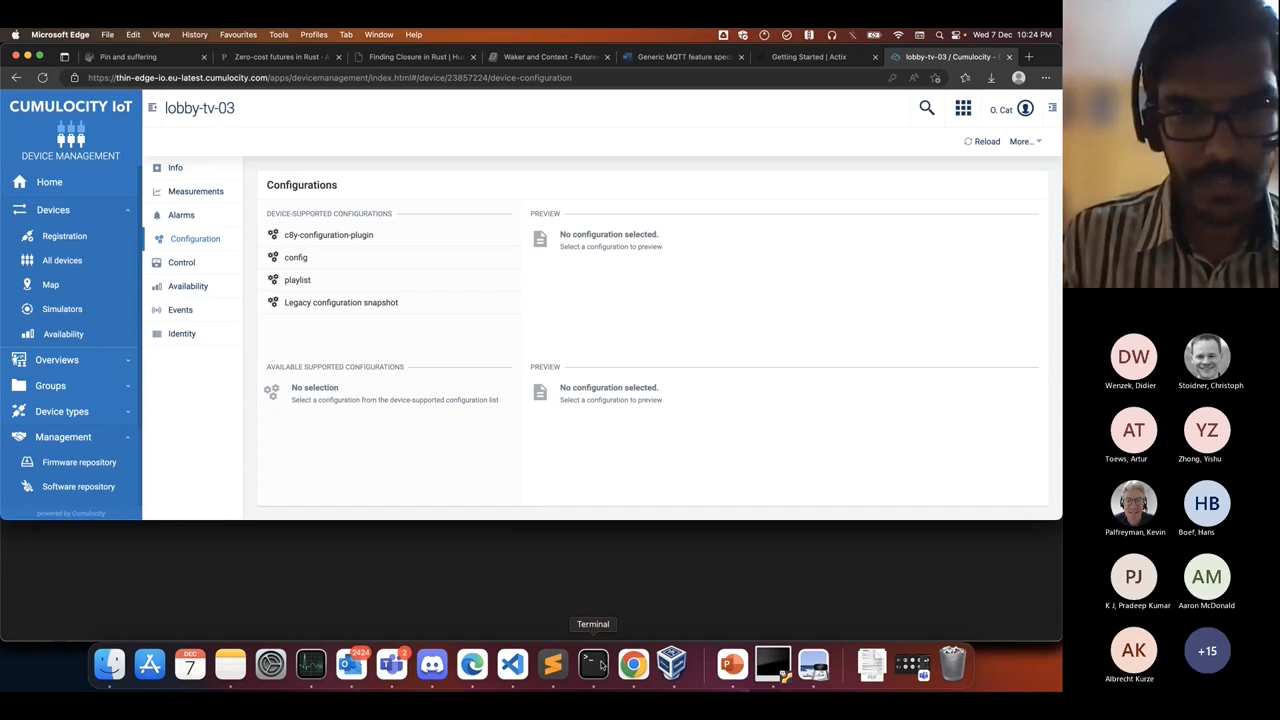 Microsoft Edge File Edit View History Favourites Tools Profiles Tab Window Help
Wed 7 Dec 10:24 PM
Pin and suffering
Zero-cost futures in Rust
Finding Closure in Rust | Hu
Waker and Context - Future
Generic MQTT feature spec
Getting Started | Actix
lobby-tv-03 / Cumulocity -
https://thin-edge-io.eu-latest.cumulocity.com/apps/devicemanagement/index.html#/device/23857224/device-configuration
CUMULOCITY IoT
DEVICE MANAGEMENT
Home
Devices
Registration
All devices
Map
Simulators
Availability
Overviews
Groups
Device types
Management
Firmware repository
Software repository
powered by Cumulocity
lobby-tv-03
O. Cat
Reload
More...
Info
Measurements
Alarms
Configuration
Control
Availability
Events
Identity
Configurations
DEVICE-SUPPORTED CONFIGURATIONS
c8y-configuration-plugin
config
playlist
Legacy configuration snapshot
PREVIEW
No configuration selected.
Select a configuration to preview
AVAILABLE SUPPORTED CONFIGURATIONS
No selection
Select a configuration from the device-supported configuration list
PREVIEW
No configuration selected.
Select a configuration to preview
Terminal
DEC
7
2424
2
DW
Wenzek, Didier
Stoidner, Christoph
AT
Toews, Artur
YZ
Zhong, Yishu
Palfreyman, Kevin
HB
Boef, Hans
PJ
K J, Pradeep Kumar
AM
Aaron McDonald
AK
Albrecht Kurze
+15